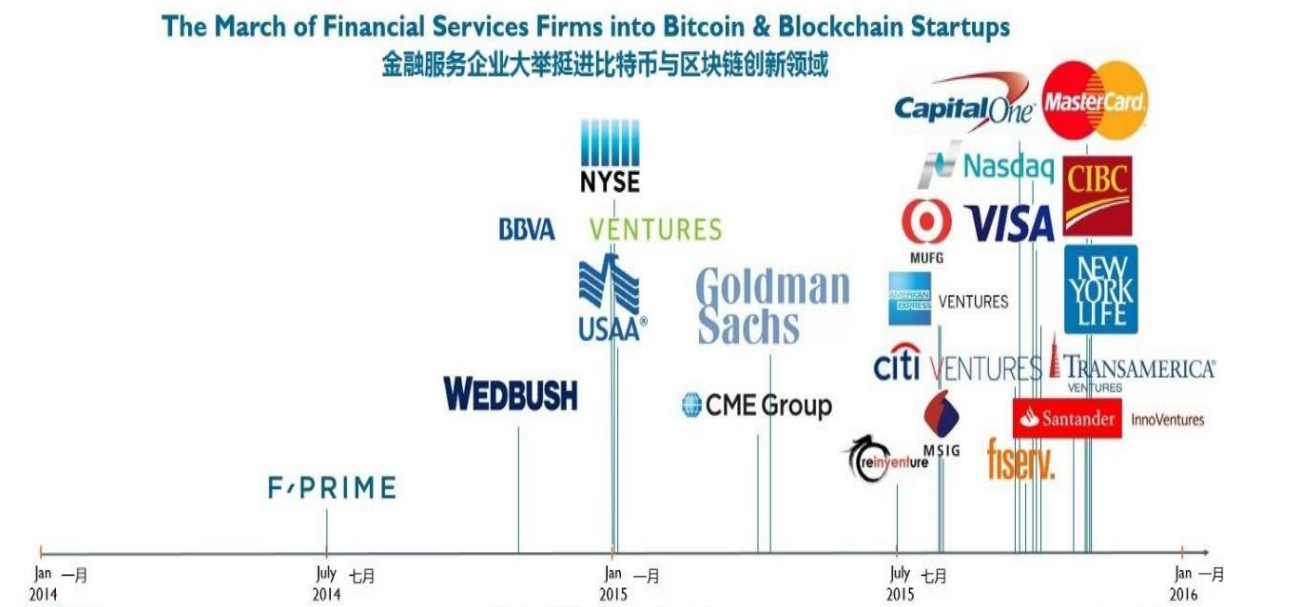 The March of Financial Services Firms into Bitcoin & Blockchain Startups
金融服务企业大举挺进比特币与区块链创新领域
CapitalOne
MasterCard
NYSE
Nasdaq
CIBC
BBVA VENTURES
MUFG
VISA
USAA®
Goldman
Sachs
AMERICAN
EXPRESS
VENTURES
NEW
YORK
LIFE
WEDBUSH
CME Group
citi VENTURES
TRANSAMERICA®
VENTURES
Santander InnoVentures
reinventure
MSIG
fiserv.
F-PRIME
Jan 一月
2014
July 七月
2014
Jan 一月
2015
July 七月
2015
Jan 一月
2016